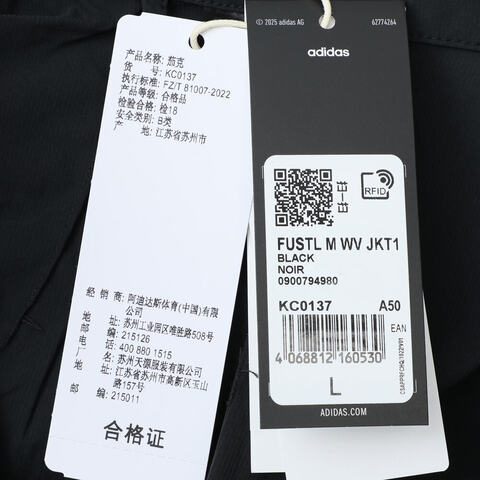 产品名称: 茄克
货　号: KC0137
执行标准: FZ/T 81007-2022
产品等级: 合格品
检验合格: 检18
安全类别: B类
产　地: 江苏省苏州市
经 销 商: 阿迪达斯体育(中国)有限
公司
地　址: 苏州工业园区唯胜路508号
邮　编: 215126
电　话: 400 880 1515
厂　名: 苏州天源服装有限公司
地　址: 江苏省苏州市高新区玉山
路157号
邮　编: 215011
合格证
© 2025 adidas AG
62774264
adidas
RFID
FUSTL M WV JKT1
BLACK
NOIR
0900794980
KC0137
A50
EAN
4 068812 160530
L
ADIDAS.COM